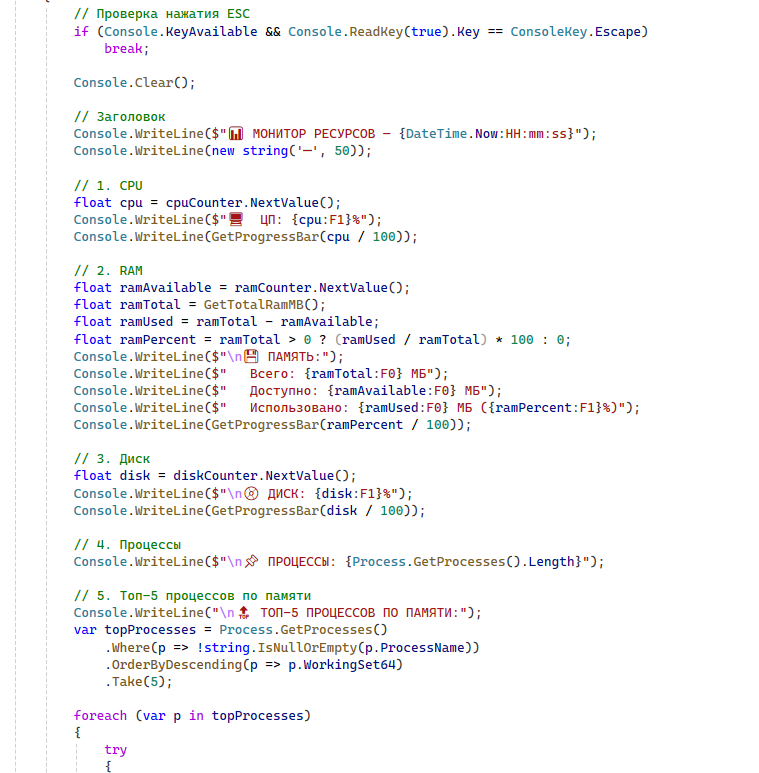 // Проверка нажатия ESC
if (Console.KeyAvailable && Console.ReadKey(true).Key == ConsoleKey.Escape)
    break;

Console.Clear();

// Заголовок
Console.WriteLine($"📊 МОНИТОР РЕСУРСОВ — {DateTime.Now:HH:mm:ss}");
Console.WriteLine(new string('─', 50));

// 1. CPU
float cpu = cpuCounter.NextValue();
Console.WriteLine($"💻  ЦП: {cpu:F1}%");
Console.WriteLine(GetProgressBar(cpu / 100));

// 2. RAM
float ramAvailable = ramCounter.NextValue();
float ramTotal = GetTotalRamMB();
float ramUsed = ramTotal - ramAvailable;
float ramPercent = ramTotal > 0 ? (ramUsed / ramTotal) * 100 : 0;
Console.WriteLine($"\n💾 ПАМЯТЬ:");
Console.WriteLine($"   Всего: {ramTotal:F0} МБ");
Console.WriteLine($"   Доступно: {ramAvailable:F0} МБ");
Console.WriteLine($"   Использовано: {ramUsed:F0} МБ ({ramPercent:F1}%)");
Console.WriteLine(GetProgressBar(ramPercent / 100));

// 3. Диск
float disk = diskCounter.NextValue();
Console.WriteLine($"\n💿 ДИСК: {disk:F1}%");
Console.WriteLine(GetProgressBar(disk / 100));

// 4. Процессы
Console.WriteLine($"\n📌 ПРОЦЕССЫ: {Process.GetProcesses().Length}");

// 5. Топ-5 процессов по памяти
Console.WriteLine("\n🔝 ТОП-5 ПРОЦЕССОВ ПО ПАМЯТИ:");
var topProcesses = Process.GetProcesses()
    .Where(p => !string.IsNullOrEmpty(p.ProcessName))
    .OrderByDescending(p => p.WorkingSet64)
    .Take(5);

foreach (var p in topProcesses)
{
    try
    {